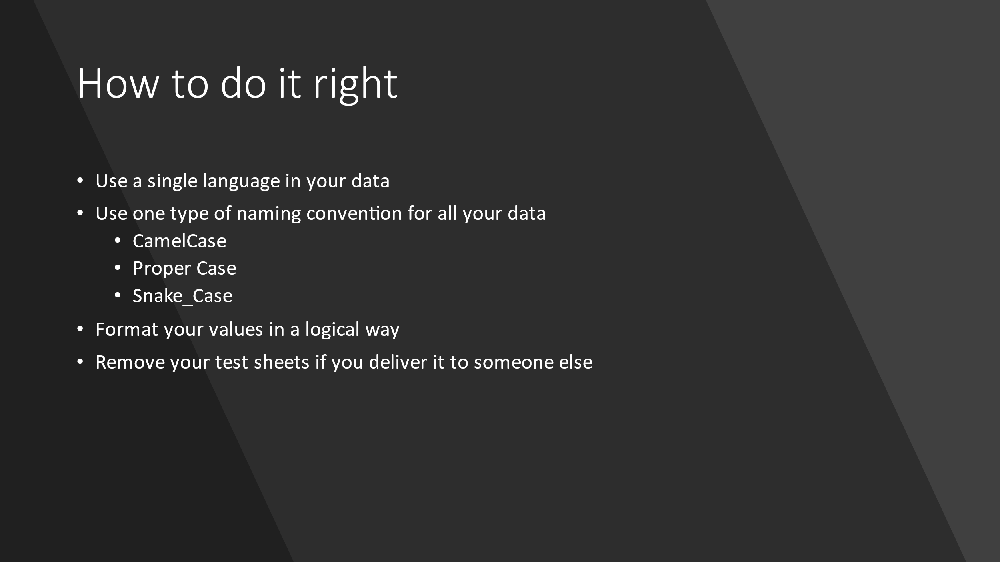 How to do it right
• Use a single language in your data
• Use one type of naming convention for all your data
• CamelCase
• Proper Case
• Snake_Case
• Format your values in a logical way
• Remove your test sheets if you deliver it to someone else